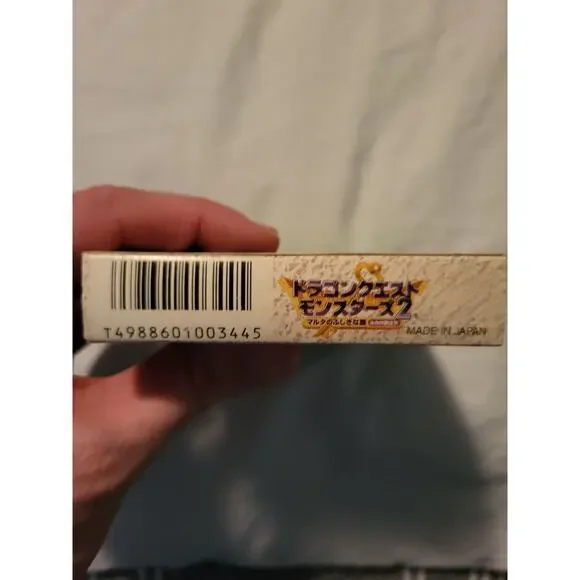 ドラゴンクエスト
モンスターズ2
マルタのふしぎな鍵
T4988601003445
MADE IN JAPAN